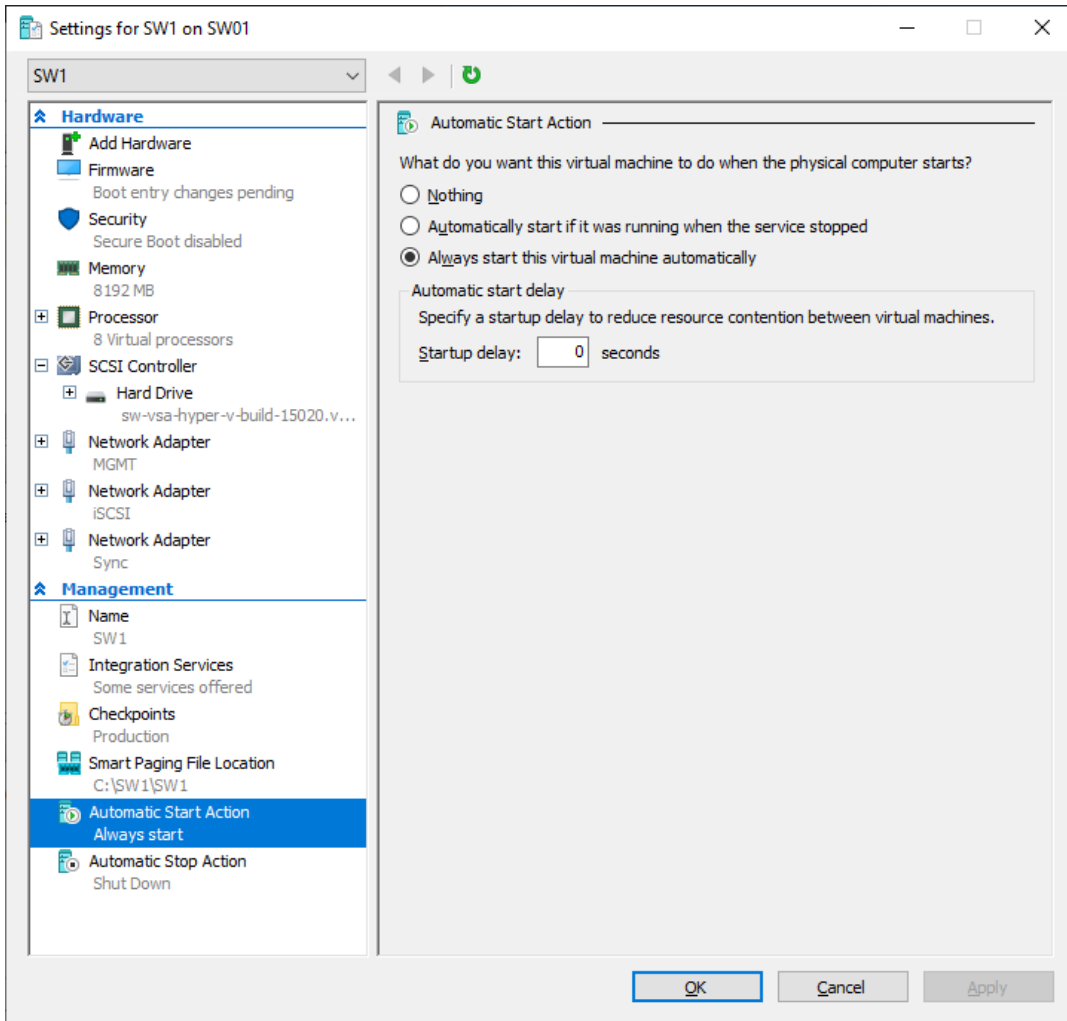 Settings for SW1 on SW01
SW1
Hardware
Add Hardware
Firmware
Boot entry changes pending
Security
Secure Boot disabled
Memory
8192 MB
Processor
8 Virtual processors
SCSI Controller
Hard Drive
sw-vsa-hyper-v-build-15020.v...
Network Adapter
MGMT
Network Adapter
iSCSI
Network Adapter
Sync
Management
Name
SW1
Integration Services
Some services offered
Checkpoints
Production
Smart Paging File Location
C:\SW1\SW1
Automatic Start Action
Always start
Automatic Stop Action
Shut Down
Automatic Start Action
What do you want this virtual machine to do when the physical computer starts?
Nothing
Automatically start if it was running when the service stopped
Always start this virtual machine automatically
Automatic start delay
Specify a startup delay to reduce resource contention between virtual machines.
Startup delay: 0 seconds
OK Cancel Apply